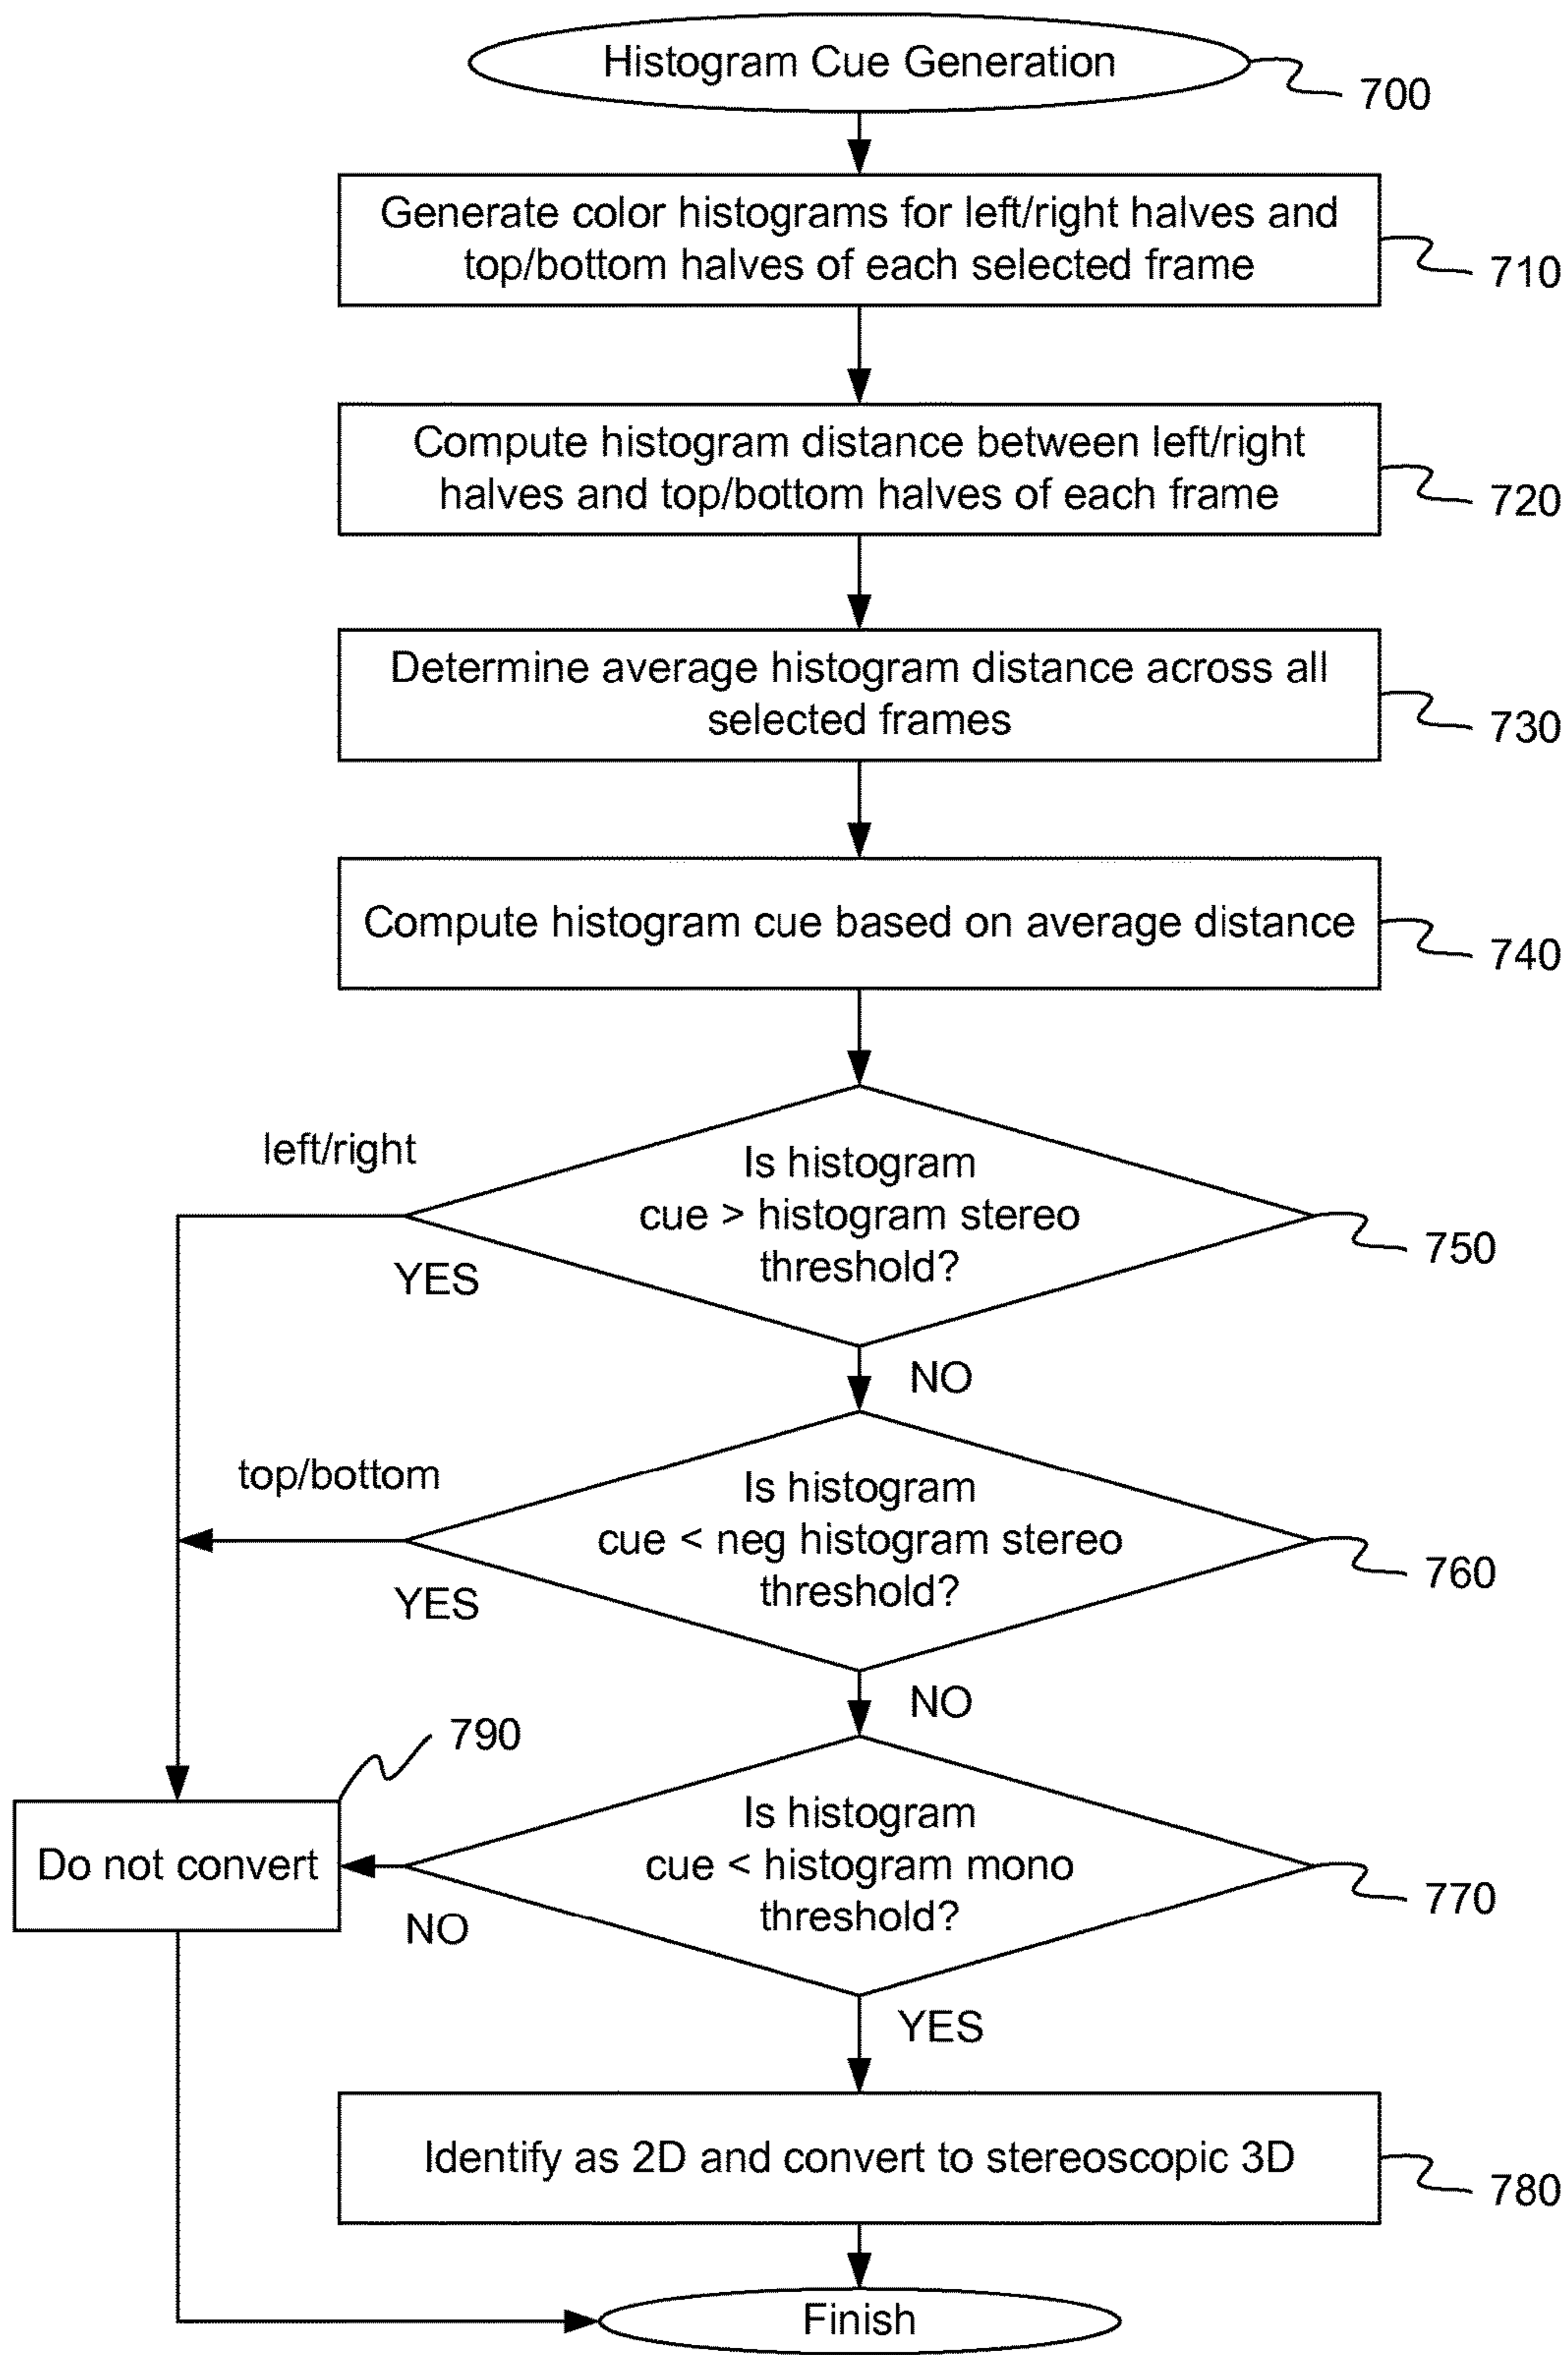 Histogram Cue Generation
700
Generate color histograms for left/right halves and
top/bottom halves of each selected frame
710
Compute histogram distance between left/right
halves and top/bottom halves of each frame
720
Determine average histogram distance across all
selected frames
730
Compute histogram cue based on average distance
740
left/right
Is histogram
cue > histogram stereo
threshold?
750
YES
NO
top/bottom
Is histogram
cue < neg histogram stereo
threshold?
760
YES
NO
790
Is histogram
cue < histogram mono
threshold?
770
Do not convert
NO
YES
Identify as 2D and convert to stereoscopic 3D
780
Finish